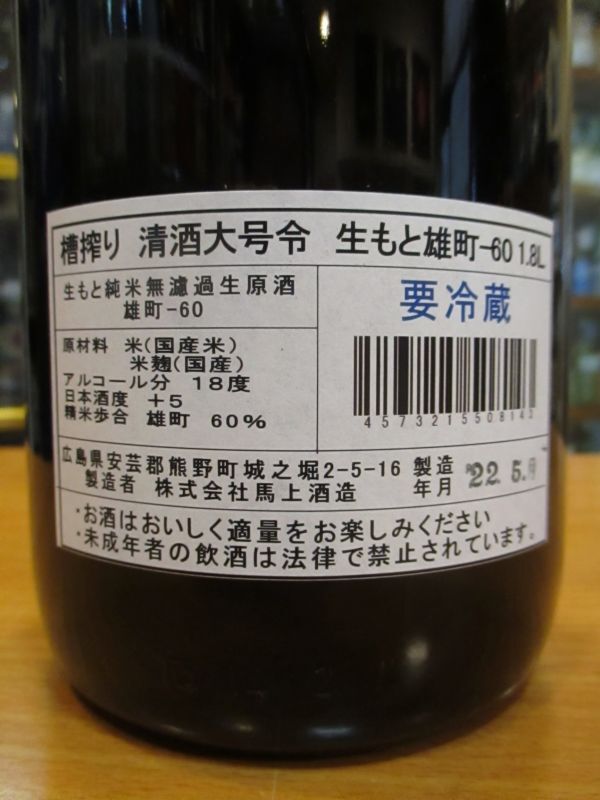 槽搾り 清酒大号令 生もと雄町-60 1.8L
生もと純米無濾過生原酒
雄町-60
要冷蔵
原材料 米(国産米)
米麹(国産)
アルコール分 18度
日本酒度 +5
精米歩合 雄町 60%
4573215508143
広島県安芸郡熊野町城之堀2-5-16
製造者 株式会社馬上酒造
製造
年月
22. 5.
・お酒はおいしく適量をお楽しみください
・未成年者の飲酒は法律で禁止されています。